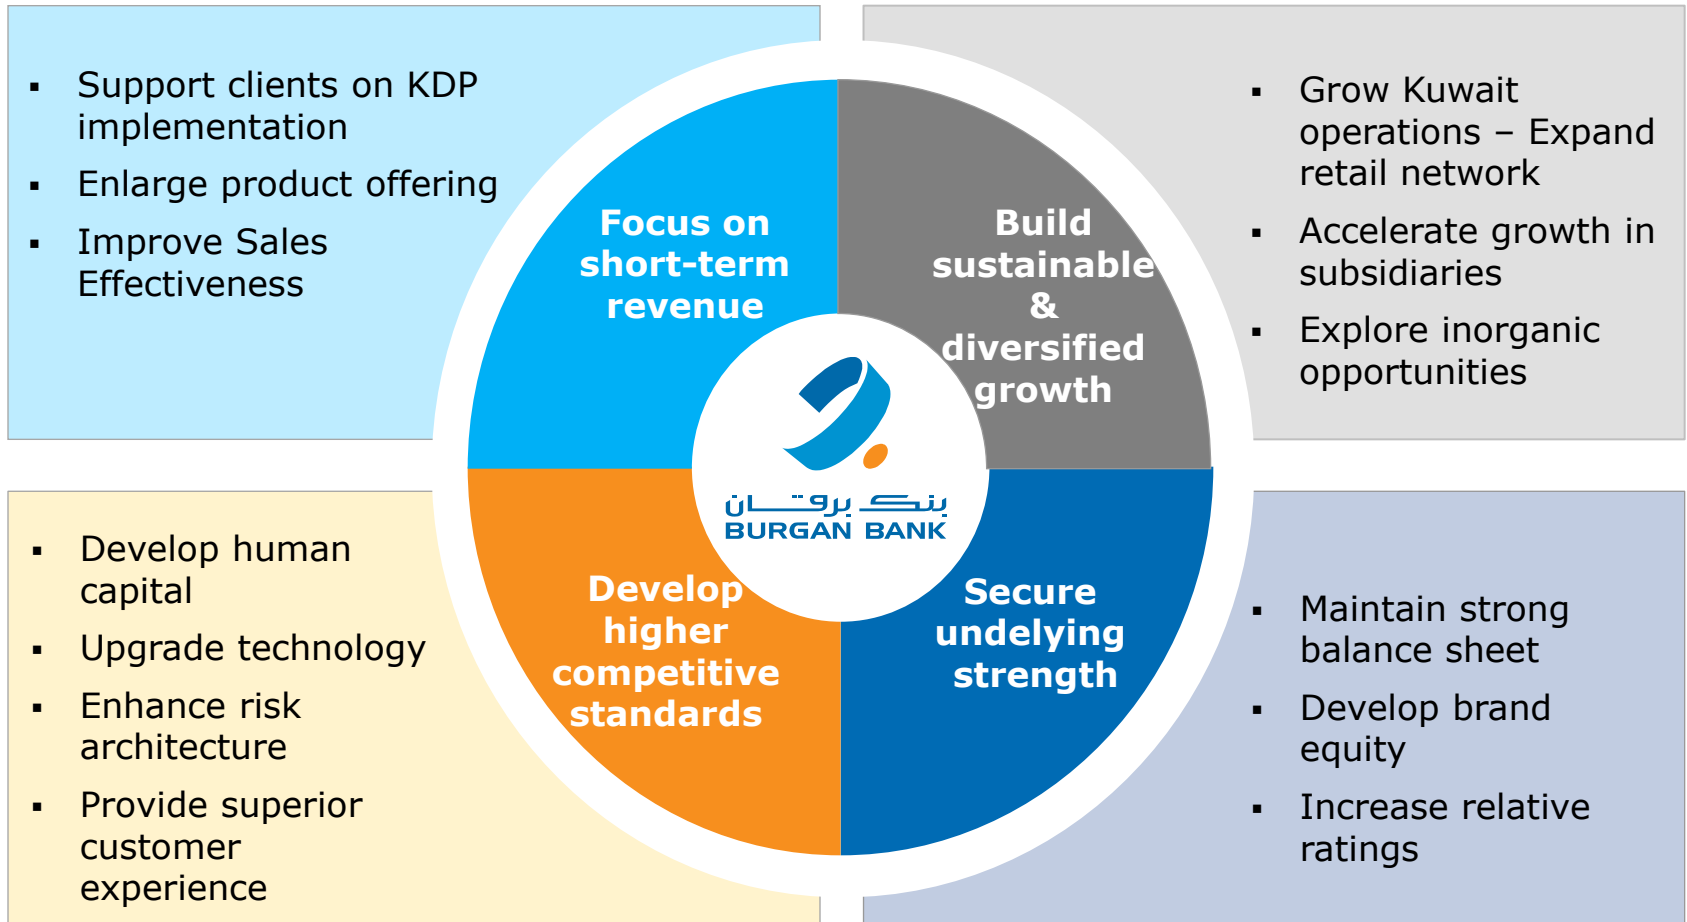 ▪ Support clients on KDP
implementation
▪ Enlarge product offering
▪ Improve Sales
Effectiveness
Focus on
short-term
revenue
Build
sustainable
&
diversified
growth
▪ Grow Kuwait
operations – Expand
retail network
▪ Accelerate growth in
subsidiaries
▪ Explore inorganic
opportunities
بنك برقان
BURGAN BANK
▪ Develop human
capital
▪ Upgrade technology
▪ Enhance risk
architecture
▪ Provide superior
customer
experience
Develop
higher
competitive
standards
Secure
undelying
strength
▪ Maintain strong
balance sheet
▪ Develop brand
equity
▪ Increase relative
ratings